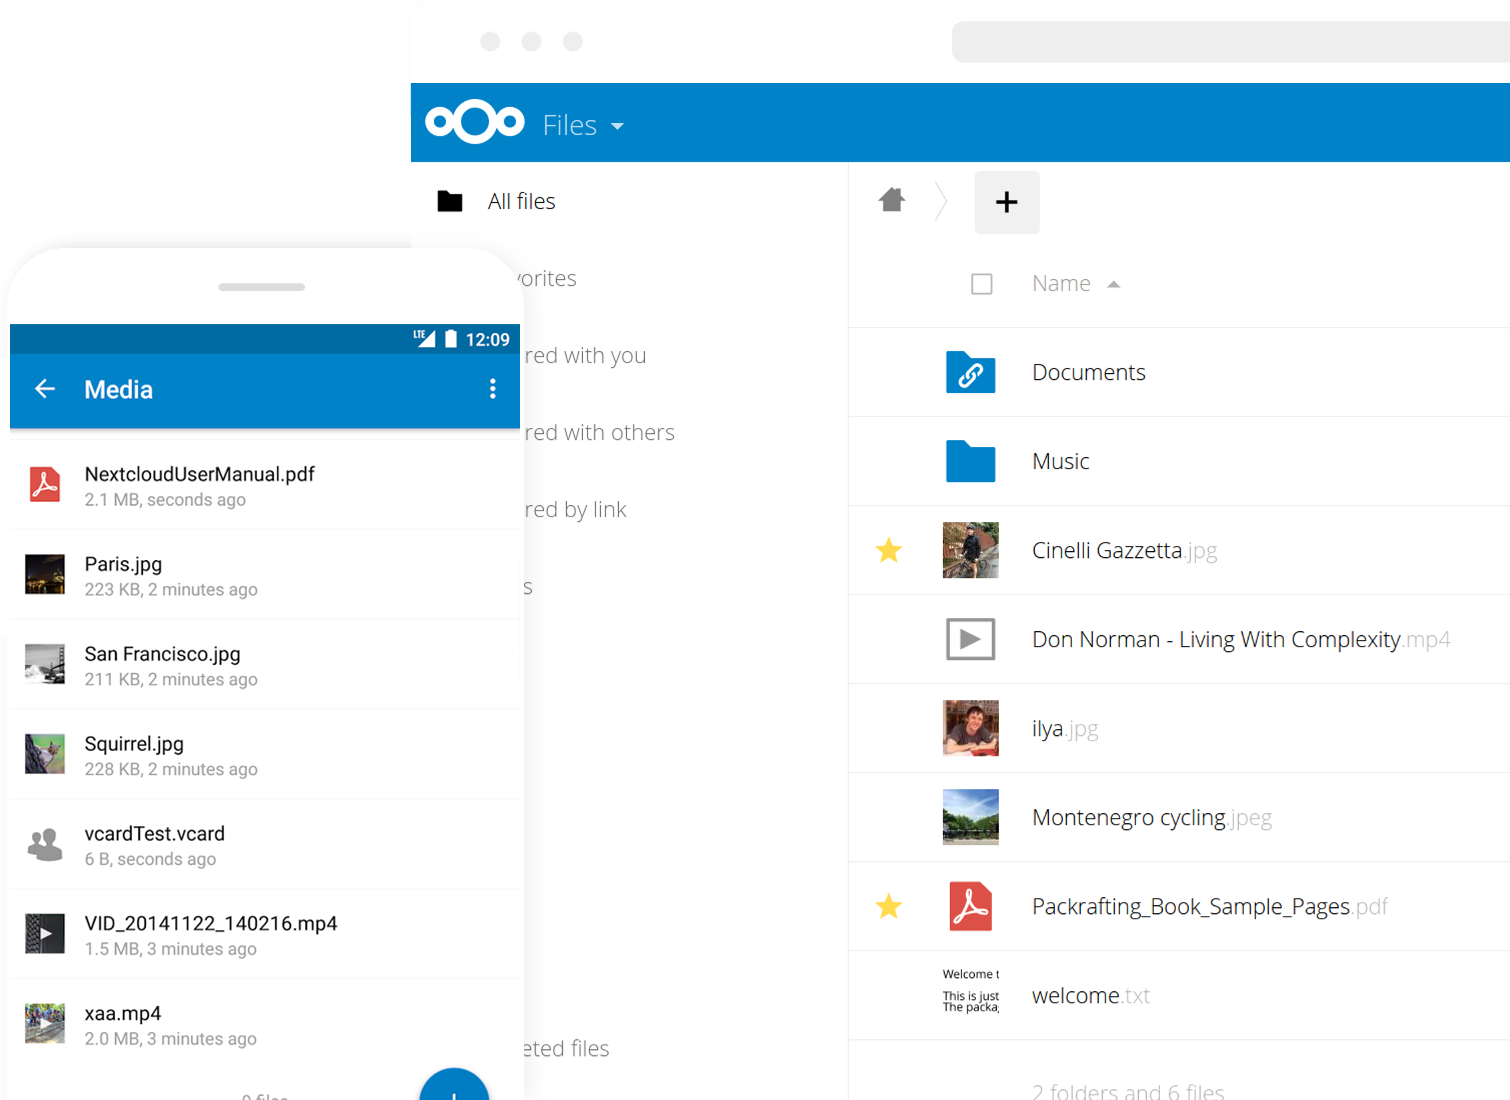 Files
All files
vorites
red with you
red with others
red by link
s
eted files
Name
Documents
Music
Cinelli Gazzetta.jpg
Don Norman - Living With Complexity.mp4
ilya.jpg
Montenegro cycling.jpeg
Packrafting_Book_Sample_Pages.pdf
Welcome t
This is just
The packa
welcome.txt
2 folders and 6 files
LTE
12:09
Media
NextcloudUserManual.pdf
2.1 MB, seconds ago
Paris.jpg
223 KB, 2 minutes ago
San Francisco.jpg
211 KB, 2 minutes ago
Squirrel.jpg
228 KB, 2 minutes ago
vcardTest.vcard
6 B, seconds ago
VID_20141122_140216.mp4
1.5 MB, 3 minutes ago
xaa.mp4
2.0 MB, 3 minutes ago
files